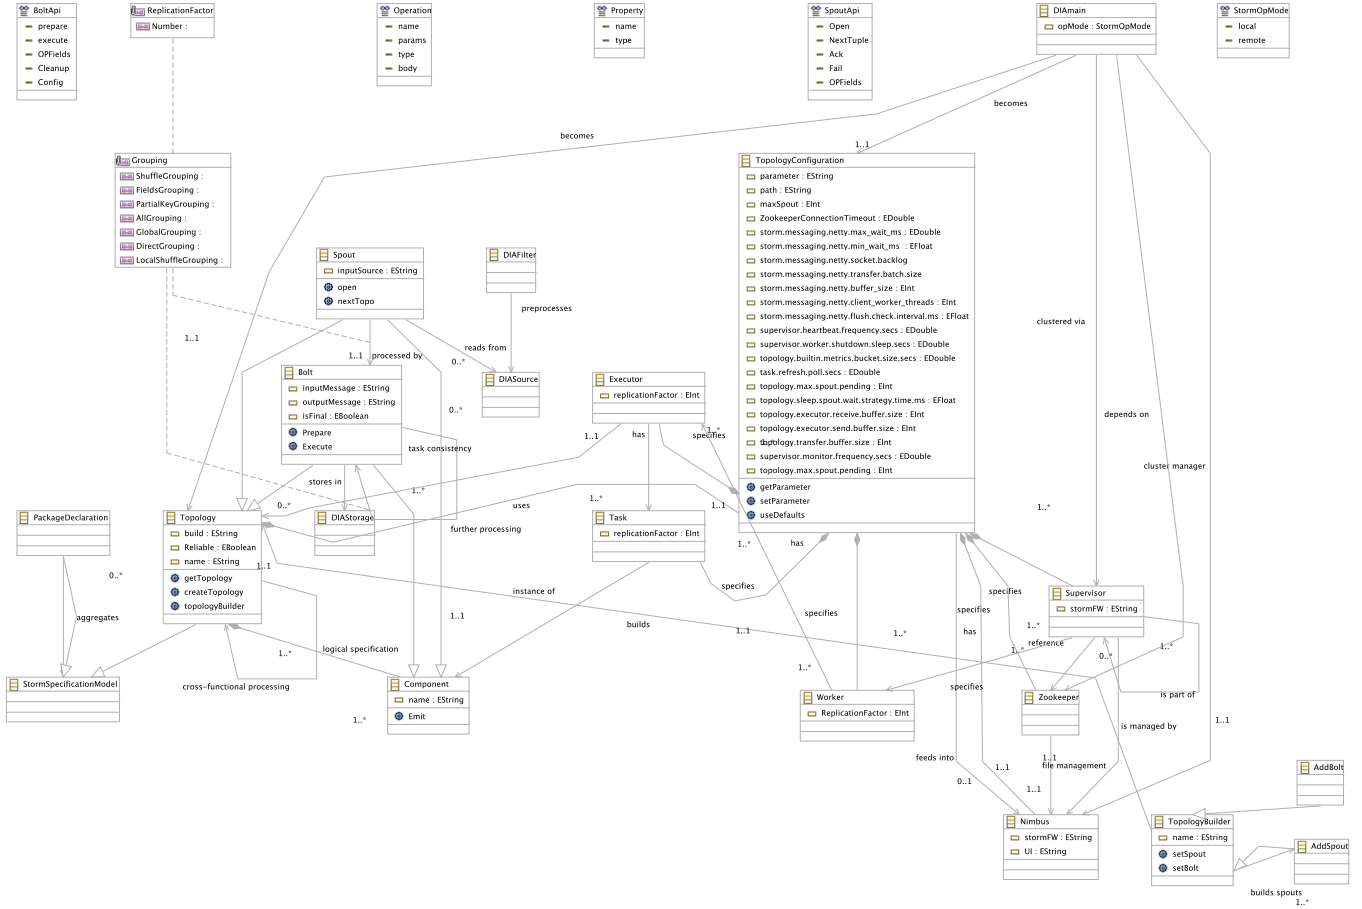 BoltApi
prepare
execute
OPFields
Cleanup
Config
ReplicationFactor
Number :
Operation
name
params
type
body
Property
name
type
SpoutApi
Open
NextTuple
Ack
Fail
OPFields
DIAmain
opMode : StormOpMode
StormOpMode
local
remote
becomes
becomes
1..1
Grouping
ShuffleGrouping :
FieldsGrouping :
PartialKeyGrouping :
AllGrouping :
GlobalGrouping :
DirectGrouping :
LocalShuffleGrouping :
TopologyConfiguration
parameter : EString
path : EString
maxSpout : EInt
ZookeeperConnectionTimeout : EDouble
storm.messaging.netty.max_wait_ms : EDouble
storm.messaging.netty.min_wait_ms : EFloat
storm.messaging.netty.socket.backlog
storm.messaging.netty.transfer.batch.size
storm.messaging.netty.buffer_size : EInt
storm.messaging.netty.client_worker_threads : EInt
storm.messaging.netty.flush.check.interval.ms : EFloat
supervisor.heartbeat.frequency.secs : EDouble
supervisor.worker.shutdown.sleep.secs : EDouble
topology.builtin.metrics.bucket.size.secs : EDouble
task.refresh.poll.secs : EDouble
topology.max.spout.pending : EInt
topology.sleep.spout.wait.strategy.time.ms : EFloat
topology.executor.receive.buffer.size : EInt
topology.executor.send.buffer.size : EInt
topology.transfer.buffer.size : EInt
supervisor.monitor.frequency.secs : EDouble
topology.max.spout.pending : EInt
getParameter
setParameter
useDefaults
Spout
inputSource : EString
open
nextTopo
DIAFilter
preprocesses
clustered via
1..1
1..1
processed by
reads from
0..*
Bolt
inputMessage : EString
outputMessage : EString
isFinal : EBoolean
Prepare
Execute
DIASource
Executor
replicationFactor : EInt
0..*
depends on
1..1
has
specifies
1..*
task consistency
cluster manager
stores in
1..*
0..*
uses
1..*
1..1
1..*
PackageDeclaration
Topology
build : EString
Reliable : EBoolean
name : EString
getTopology
createTopology
topologyBuilder
DIAStorage
further processing
Task
replicationFactor : EInt
has
1..*
1..1
0..*
instance of
specifies
specifies
Supervisor
stormFW : EString
aggregates
1..1
builds
1..1
specifies
specifies
has
1..*
1..*
reference
1..*
1..*
0..*
logical specification
1..*
1..*
cross-functional processing
StormSpecificationModel
Component
name : EString
Emit
1..*
specifies
Worker
ReplicationFactor : EInt
Zookeeper
is part of
1..1
is managed by
feeds into
1..1
file management
1..1
0..1
1..1
AddBolt
Nimbus
stormFW : EString
UI : EString
TopologyBuilder
name : EString
setSpout
setBolt
AddSpout
builds spouts
1..*